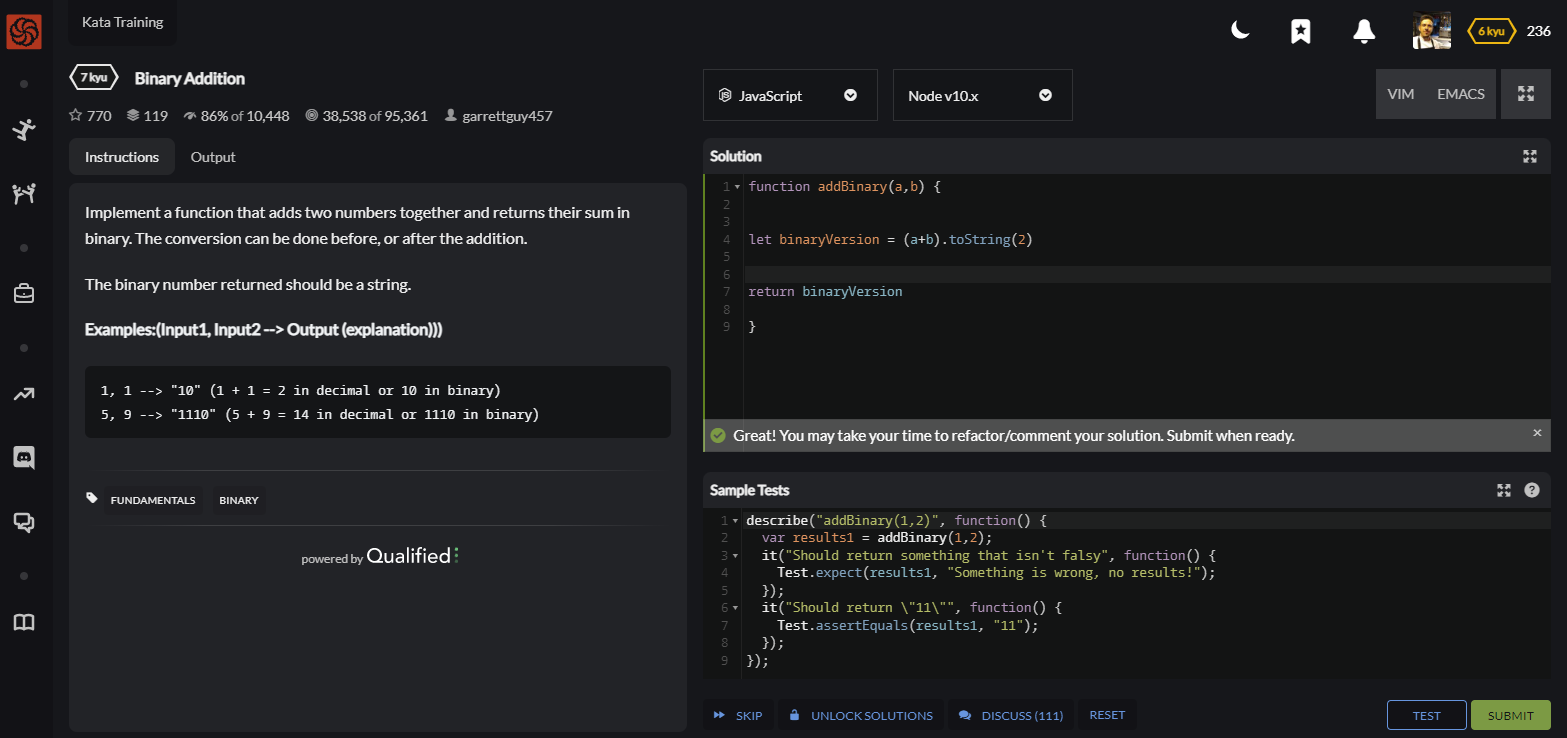 Kata Training
6 kyu 236
7 kyu Binary Addition
770 119 86% of 10,448 38,538 of 95,361 garrettguy457
Instructions Output
Implement a function that adds two numbers together and returns their sum in
binary. The conversion can be done before, or after the addition.
The binary number returned should be a string.
Examples:(Input1, Input2 --> Output (explanation)))
1, 1 --> "10" (1 + 1 = 2 in decimal or 10 in binary)
5, 9 --> "1110" (5 + 9 = 14 in decimal or 1110 in binary)
FUNDAMENTALS BINARY
powered by Qualified
JavaScript Node v10.x VIM EMACS
Solution
1 function addBinary(a,b) {
2
3
4 let binaryVersion = (a+b).toString(2)
5
6
7 return binaryVersion
8
9 }
Great! You may take your time to refactor/comment your solution. Submit when ready.
Sample Tests
1 describe("addBinary(1,2)", function() {
2 var results1 = addBinary(1,2);
3 it("Should return something that isn't falsy", function() {
4 Test.expect(results1, "Something is wrong, no results!");
5 });
6 it("Should return \"11\"", function() {
7 Test.assertEquals(results1, "11");
8 });
9 });
SKIP UNLOCK SOLUTIONS DISCUSS (111) RESET TEST SUBMIT